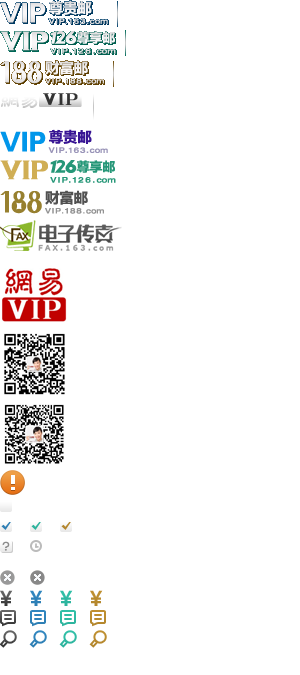 VIP 尊贵邮
VIP.163.com
VIP 126尊享邮
VIP.126.com
188 财富邮
VIP.188.com
網易 VIP
VIP 尊贵邮
VIP.163.com
VIP 126尊享邮
VIP.126.com
188 财富邮
VIP.188.com
FAX 电子传真
FAX.163.com
網易
VIP
!
?
¥ ¥ ¥ ¥